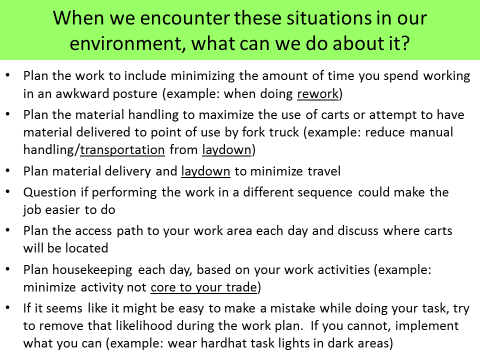 When we encounter these situations in our
environment, what can we do about it?
• Plan the work to include minimizing the amount of time you spend working
in an awkward posture (example: when doing rework)
• Plan the material handling to maximize the use of carts or attempt to have
material delivered to point of use by fork truck (example: reduce manual
handling/transportation from laydown)
• Plan material delivery and laydown to minimize travel
• Question if performing the work in a different sequence could make the
job easier to do
• Plan the access path to your work area each day and discuss where carts
will be located
• Plan housekeeping each day, based on your work activities (example:
minimize activity not core to your trade)
• If it seems like it might be easy to make a mistake while doing your task, try
to remove that likelihood during the work plan.  If you cannot, implement
what you can (example: wear hardhat task lights in dark areas)